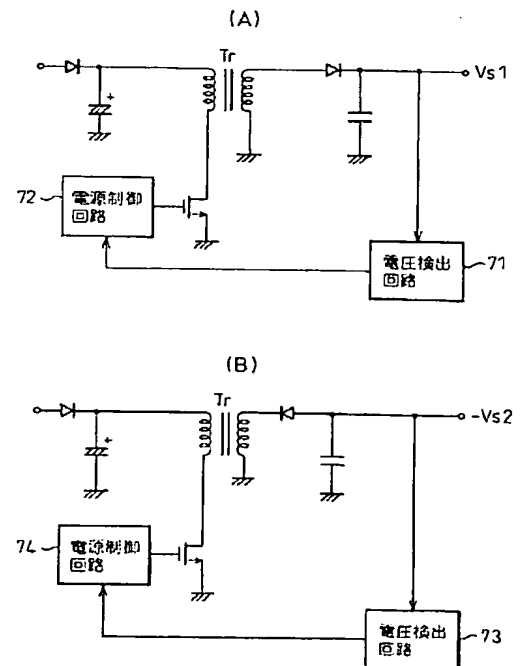 (A)
Tr
Vs1
+
72
電源制御
回路
電圧検出
回路
71
(B)
Tr
-Vs2
+
74
電源制御
回路
電圧検出
回路
73